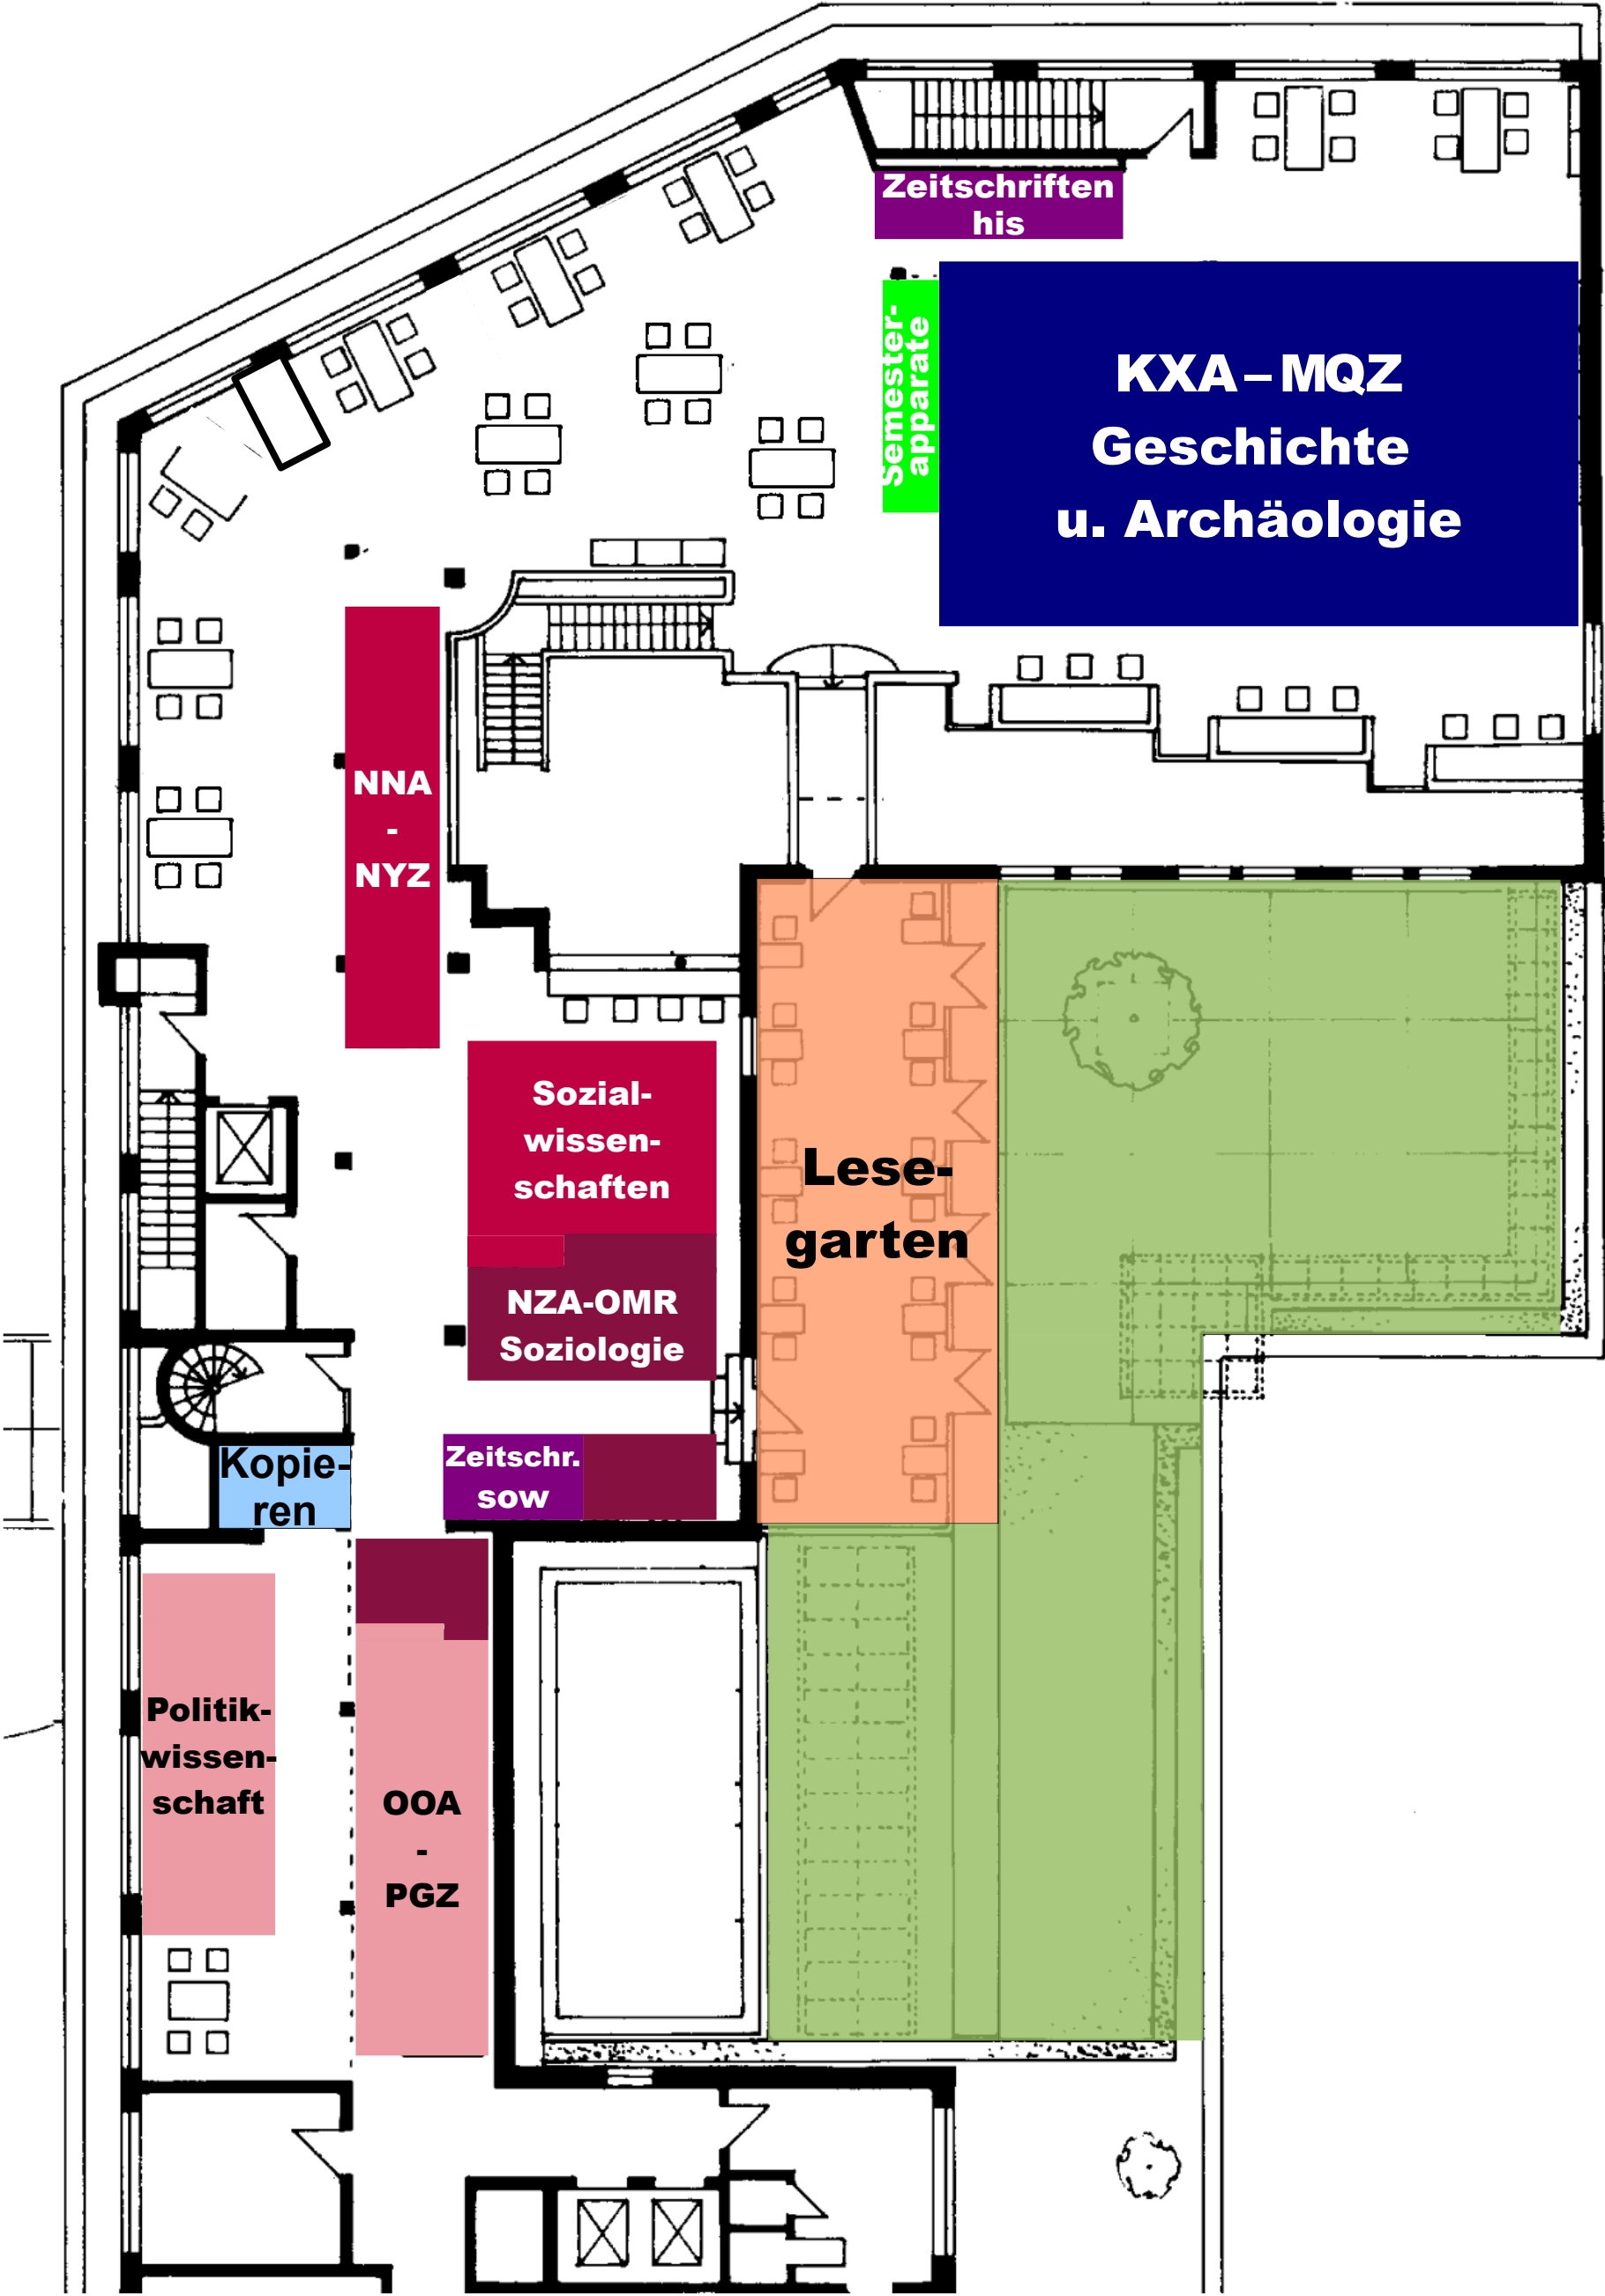 Zeitschriften
his
Semester-
apparate
KXA – MQZ
Geschichte
u. Archäologie
NNA
-
NYZ
Sozial-
wissen-
schaften
NZA-OMR
Soziologie
Lese-
garten
Kopie-
ren
Zeitschr.
sow
Politik-
wissen-
schaft
OOA
-
PGZ